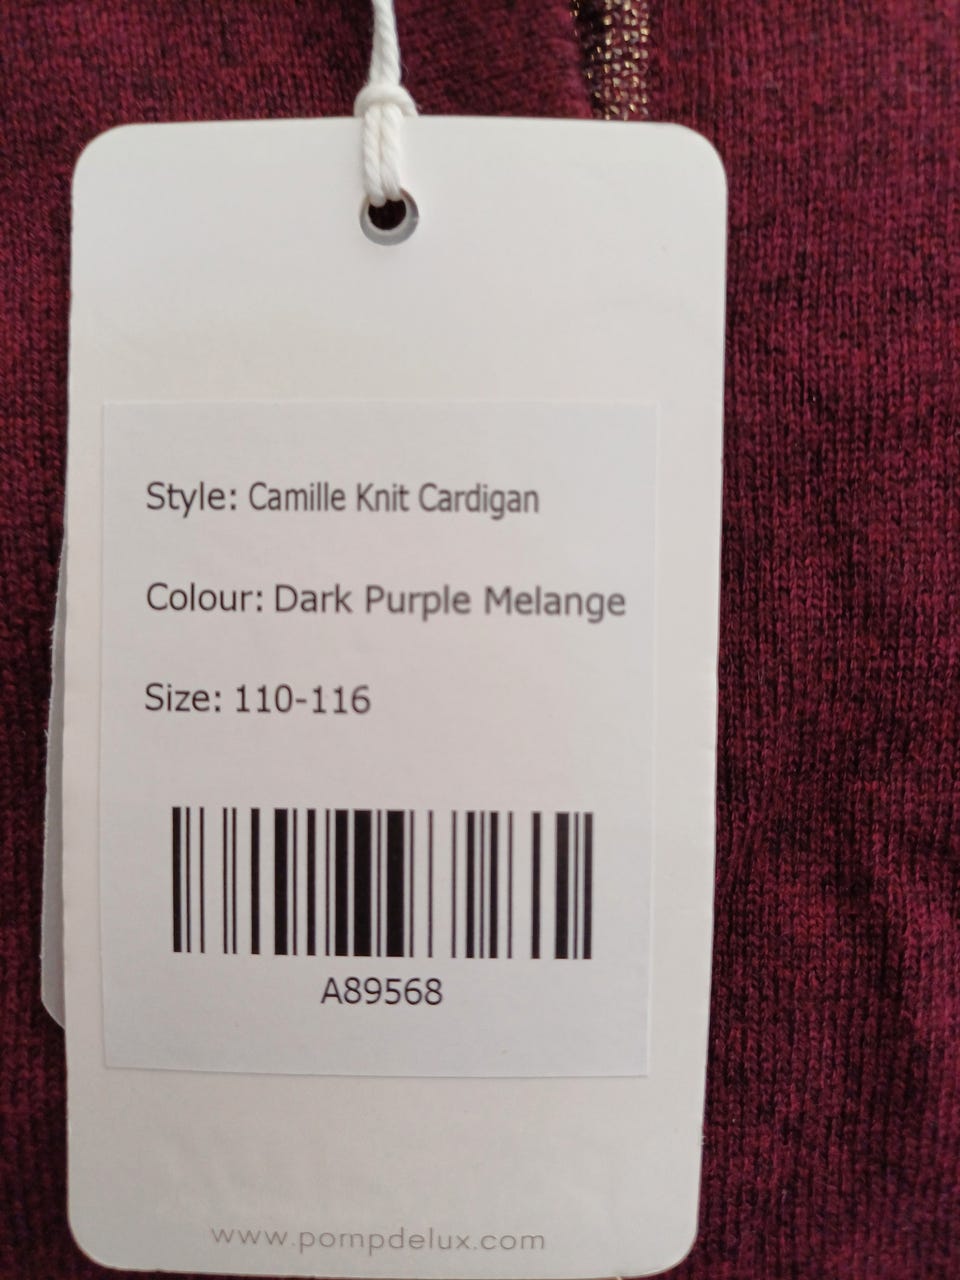 Style: Camille Knit Cardigan
Colour: Dark Purple Melange
Size: 110-116
A89568
www.pompdelux.com